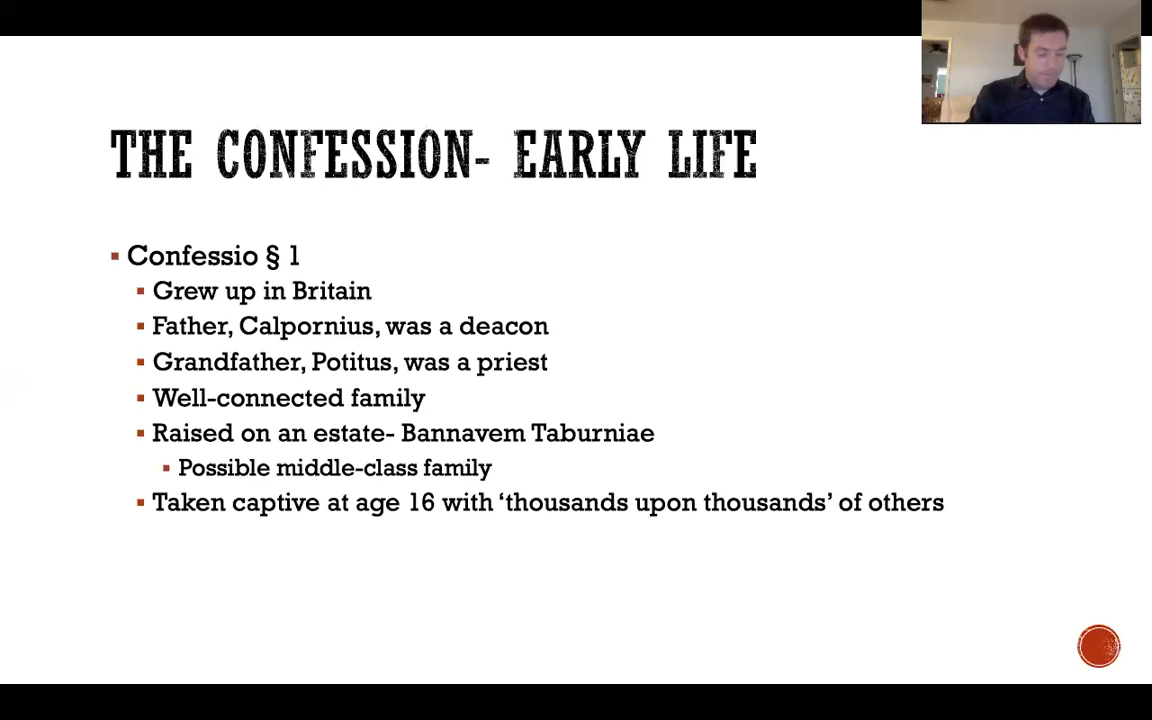 THE CONFESSION- EARLY LIFE
Confessio § 1
Grew up in Britain
Father, Calpornius, was a deacon
Grandfather, Potitus, was a priest
Well-connected family
Raised on an estate- Bannavem Taburniae
Possible middle-class family
Taken captive at age 16 with ‘thousands upon thousands’ of others